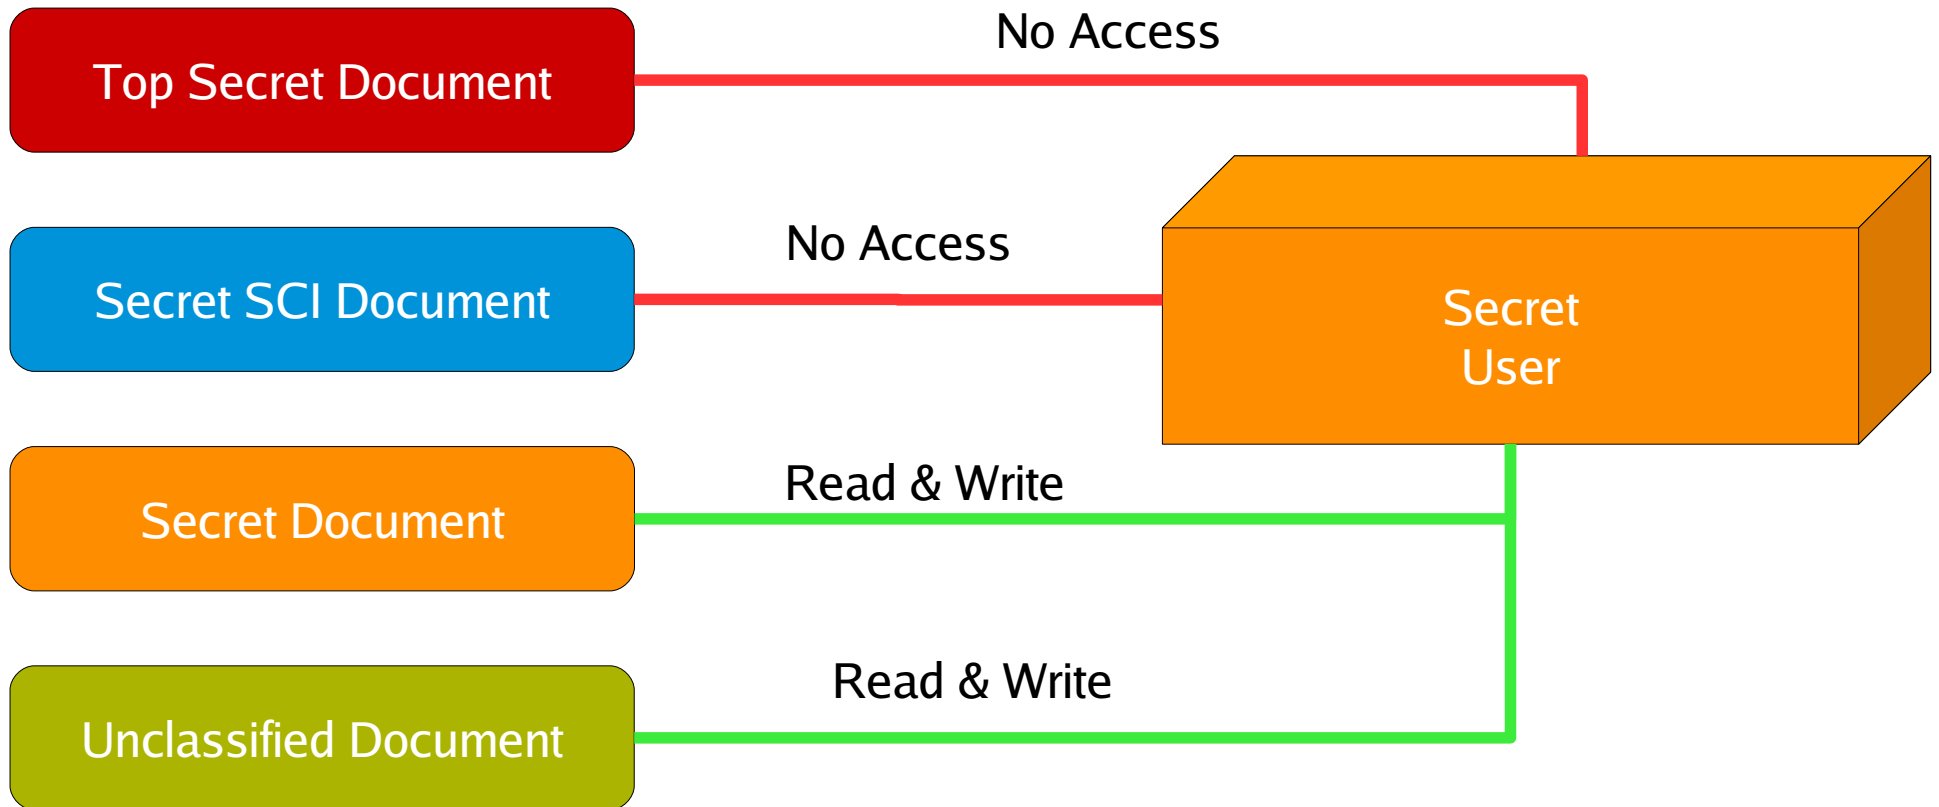 No Access
Top Secret Document
No Access
Secret SCI Document
Secret
User
Read & Write
Secret Document
Read & Write
Unclassified Document